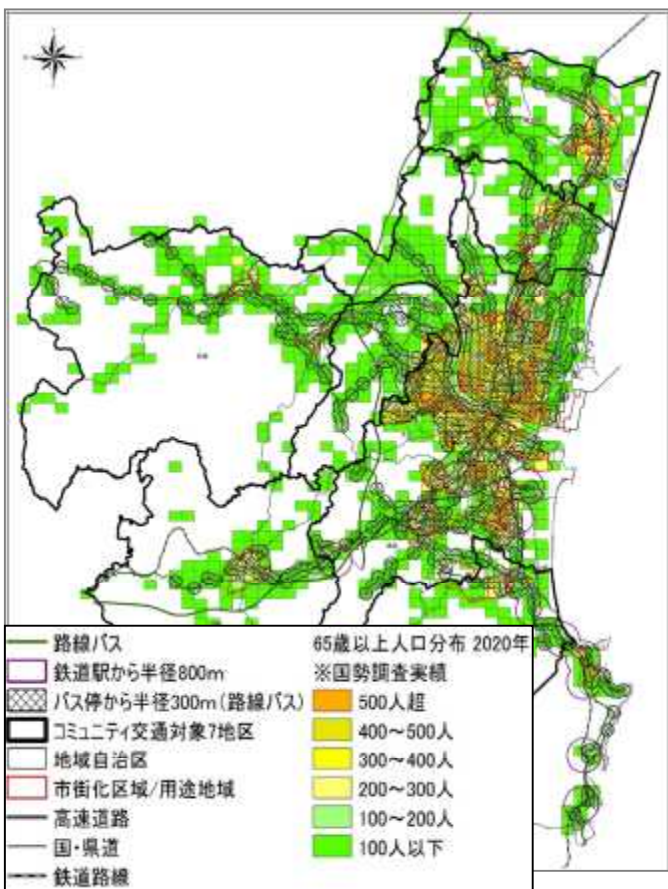 路線バス
鉄道駅から半径800m
バス停から半径300m(路線バス)
コミュニティ交通対象7地区
地域自治区
市街化区域/用途地域
高速道路
国・県道
鉄道路線
65歳以上人口分布 2020年
※国勢調査実績
500人超
400～500人
300～400人
200～300人
100～200人
100人以下